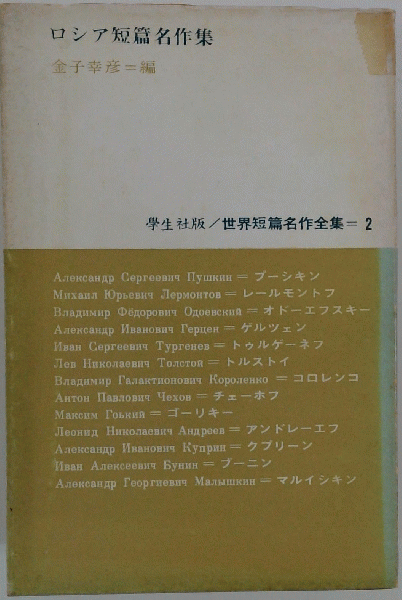 ロシア短篇名作集
金子幸彦＝編
學生社版／世界短篇名作全集＝2
Александр Сергеевич Пушкин＝プーシキン
Михаил Юрьевич Лермонтов＝レールモントフ
Владимир Фёдорович Одоевский＝オドーエフスキー
Александр Иванович Герцен＝ゲルツェン
Иван Сергеевич Тургенев＝トゥルゲーネフ
Лев Николаевич Толстой＝トルストイ
Владимир Галактионович Короленко＝コロレンコ
Антон Павлович Чехов＝チェーホフ
Максим Гоьний＝ゴーリキー
Леонид Николаевич Андреев＝アンドレーエフ
Александр Иванович Куприн＝クプリーン
Иван Алексеевич Бунин＝ブーニン
Александр Георгиевич Малышкин＝マルイシキン